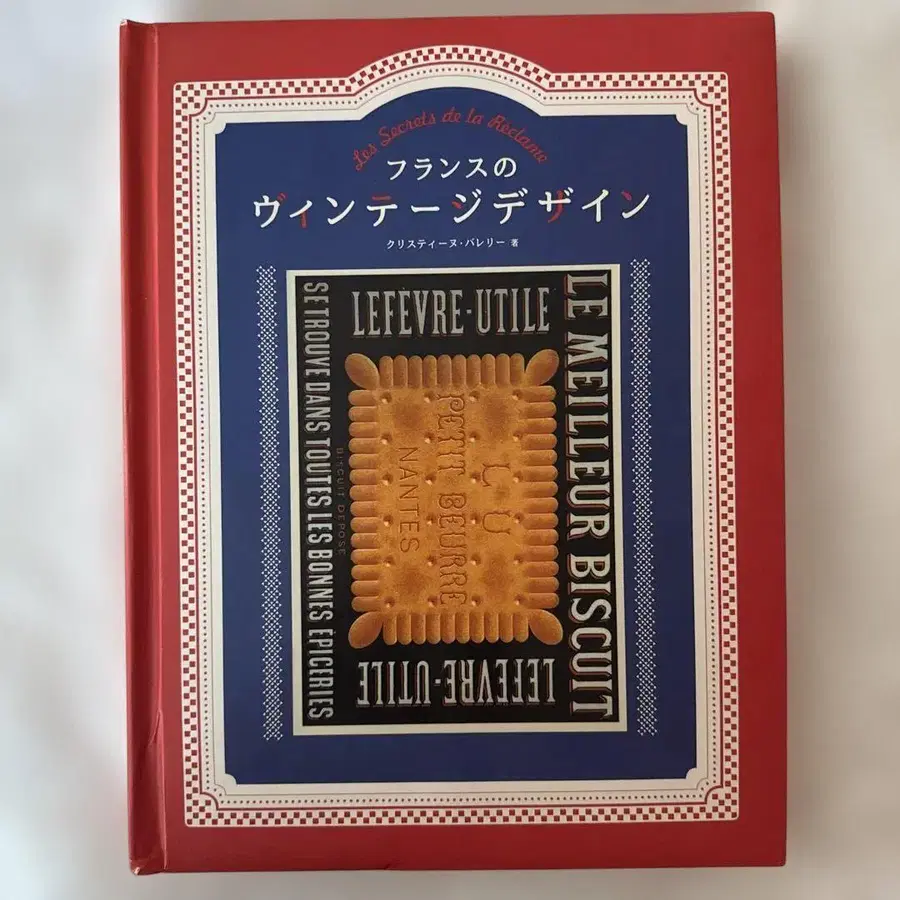 Les Secrets de la Réclame
フランスの
ヴィンテージデザイン
クリスティーヌ・バレリー 著
LEFÈVRE-UTILE
LE MEILLEUR BISCUIT
SE TROUVE DANS TOUTES LES BONNES EPICERIES
BISCUIT DÉPOSÉ
LU
PETIT BEURRE
NANTES
LEFÈVRE-UTILE